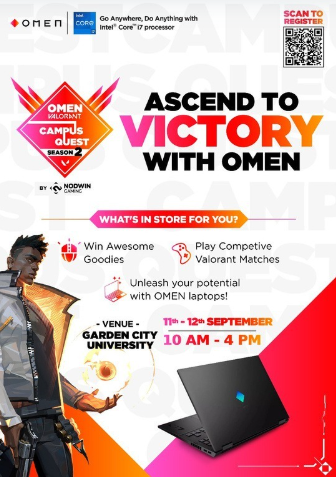 OMEN
intel
CORE
i7
Go Anywhere, Do Anything with
Intel® Core™ i7 processor
SCAN TO
REGISTER
OMEN
VALORANT
CAMPUS
QUEST
SEASON 2
BY NODWIN
GAMING
ASCEND TO
VICTORY
WITH OMEN
WHAT'S IN STORE FOR YOU?
Win Awesome
Goodies
Play Competive
Valorant Matches
Unleash your potential
with OMEN laptops!
- VENUE -
GARDEN CITY
UNIVERSITY
11th - 12th SEPTEMBER
10 AM - 4 PM